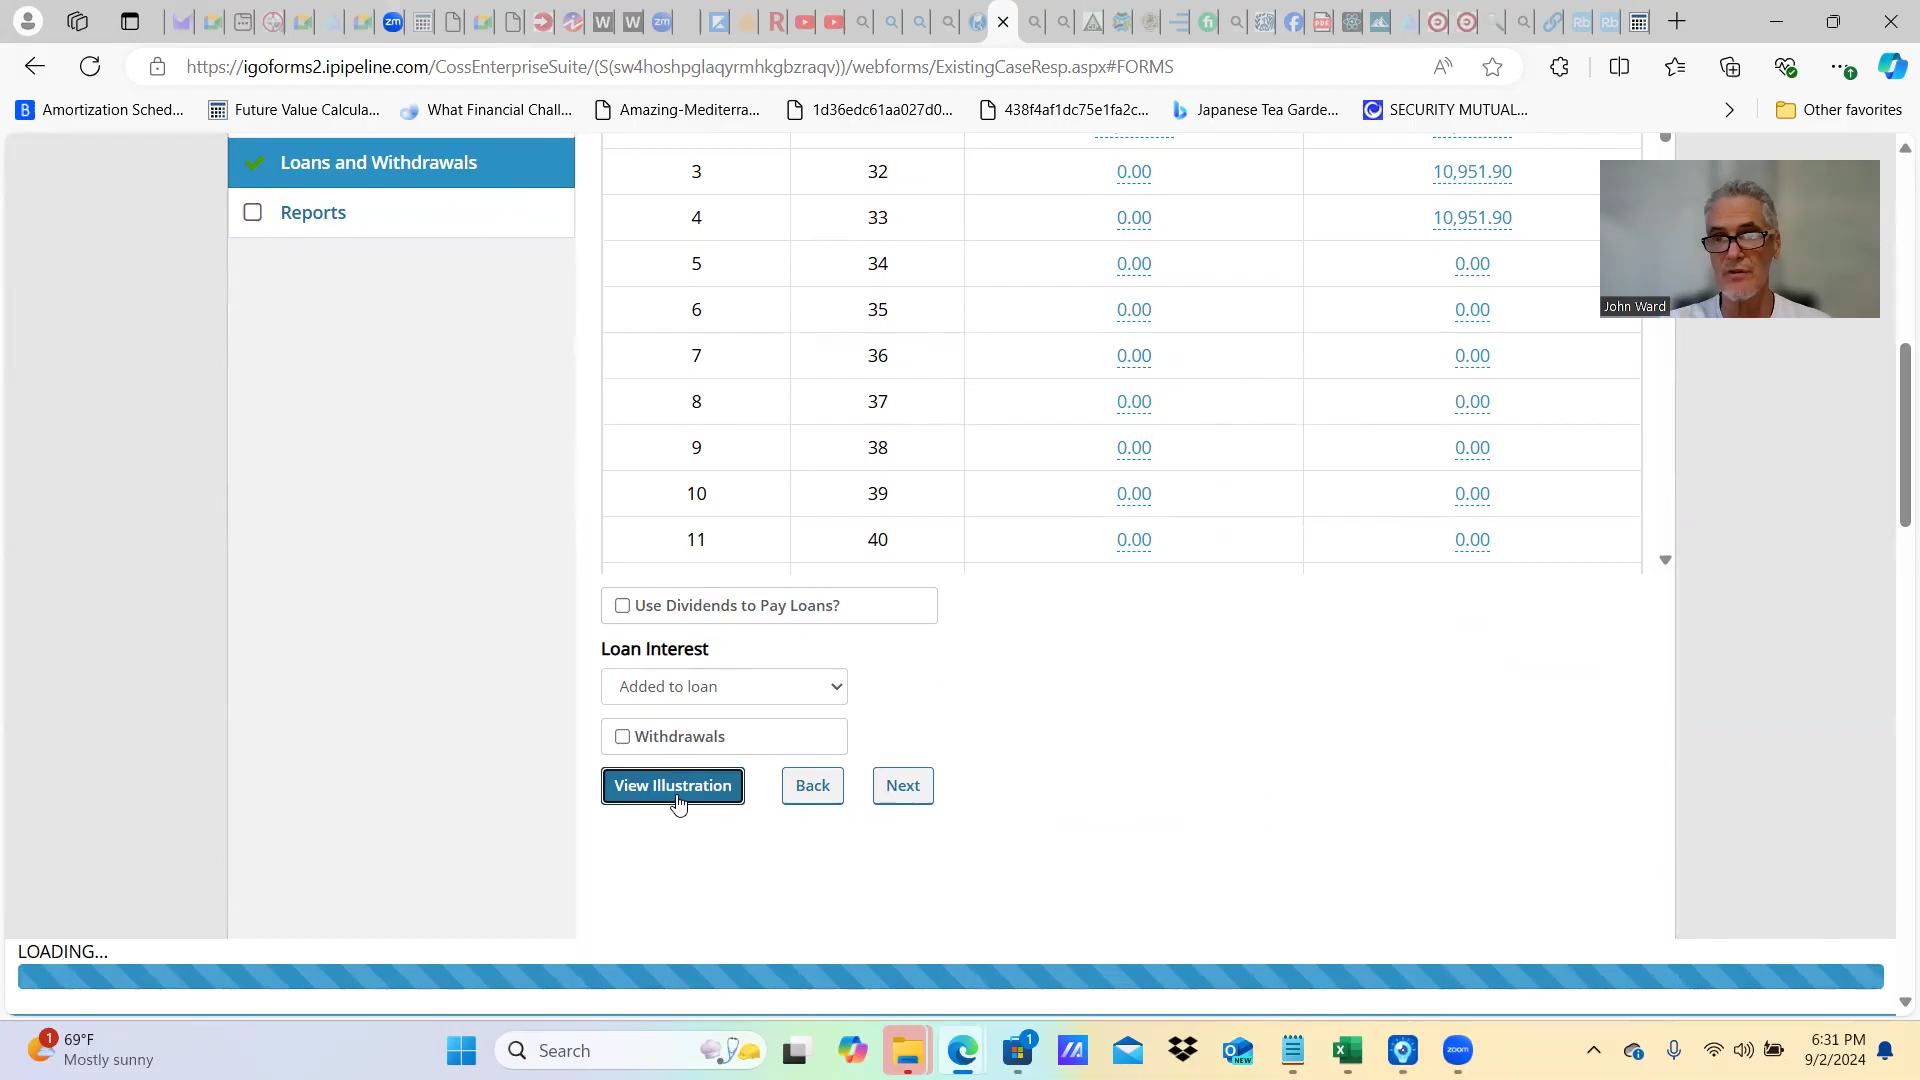 https://igoforms2.ipipeline.com/CossEnterpriseSuite/(S(sw4hoshpglaqyrmhkgbzraqv))/webforms/ExistingCaseResp.aspx#FORMS
Amortization Sched... Future Value Calcula... What Financial Chall... Amazing-Mediterra... 1d36edc61aa027d0... 438f4af1dc75e1fa2c... Japanese Tea Garde... SECURITY MUTUAL... Other favorites
Loans and Withdrawals
Reports
3 32 0.00 10,951.90
4 33 0.00 10,951.90
5 34 0.00 0.00
6 35 0.00 0.00
7 36 0.00 0.00
8 37 0.00 0.00
9 38 0.00 0.00
10 39 0.00 0.00
11 40 0.00 0.00
John Ward
Use Dividends to Pay Loans?
Loan Interest
Added to loan
Withdrawals
View Illustration Back Next
LOADING...
1 69°F
Mostly sunny
Search
NEW
zoom
6:31 PM
9/2/2024